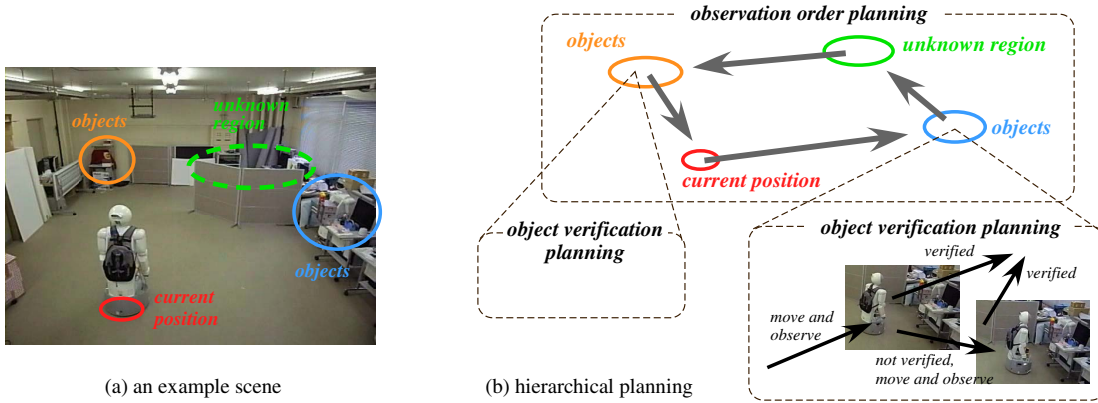 objects
unknown
region
objects
current
position
(a) an example scene
observation order planning
objects
unknown region
objects
current position
object verification
planning
object verification planning
verified
verified
move and
observe
not verified,
move and observe
(b) hierarchical planning